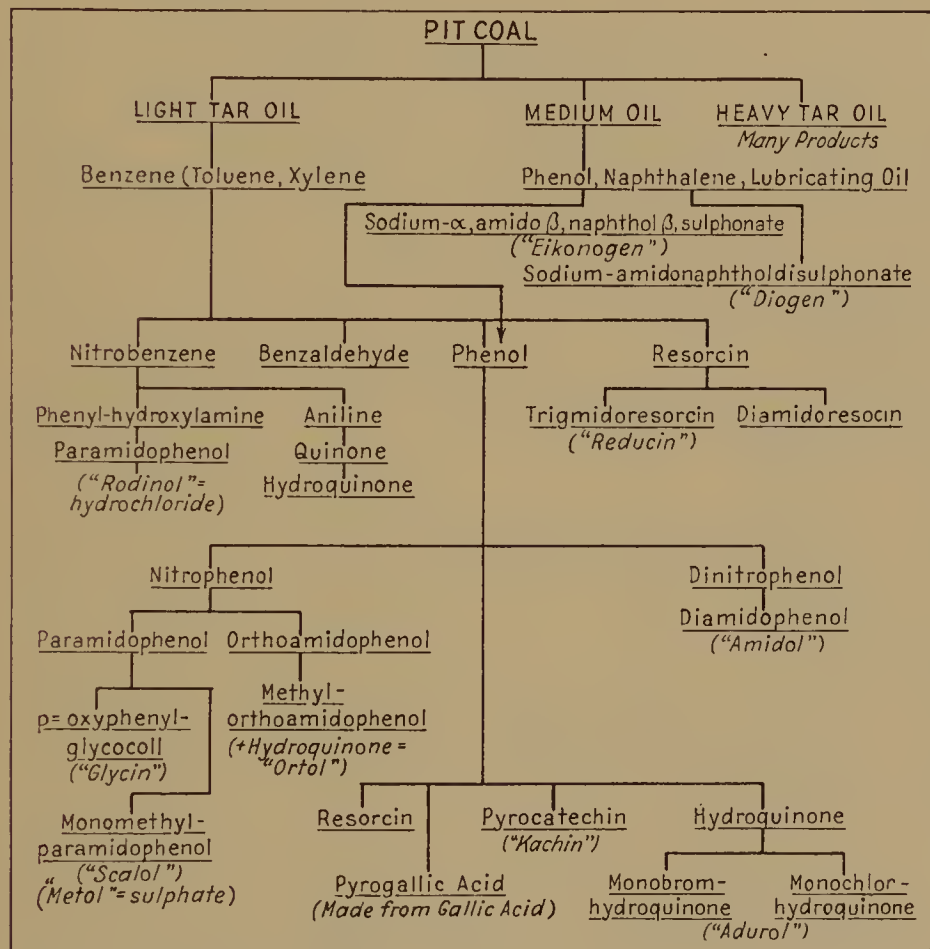 PIT COAL
LIGHT TAR OIL
MEDIUM OIL
HEAVY TAR OIL
Many Products
Benzene (Toluene, Xylene
Phenol, Naphthalene, Lubricating Oil
Sodium-α, amido β, naphthol β, sulphonate
("Eikonogen")
Sodium-amidonaphtholdisulphonate
("Diogen")
Nitrobenzene
Benzaldehyde
Phenol
Resorcin
Phenyl-hydroxylamine
Aniline
Trigmidoresorcin
("Reducin")
Diamidoresocin
Paramidophenol
("Rodinol"=
hydrochloride)
Quinone
Hydroquinone
Nitrophenol
Dinitrophenol
Paramidophenol
Orthoamidophenol
Diamidophenol
("Amidol")
p=oxyphenyl-
glycocoll
("Glycin")
Methyl-
orthoamidophenol
(+Hydroquinone=
"Ortol")
Monomethyl-
paramidophenol
("Scalol")
("Metol"=sulphate)
Resorcin
Pyrocatechin
("Kachin")
Hydroquinone
Pyrogallic Acid
(Made from Gallic Acid)
Monobrom-
hydroquinone
Monochlor-
hydroquinone
("Adurol")